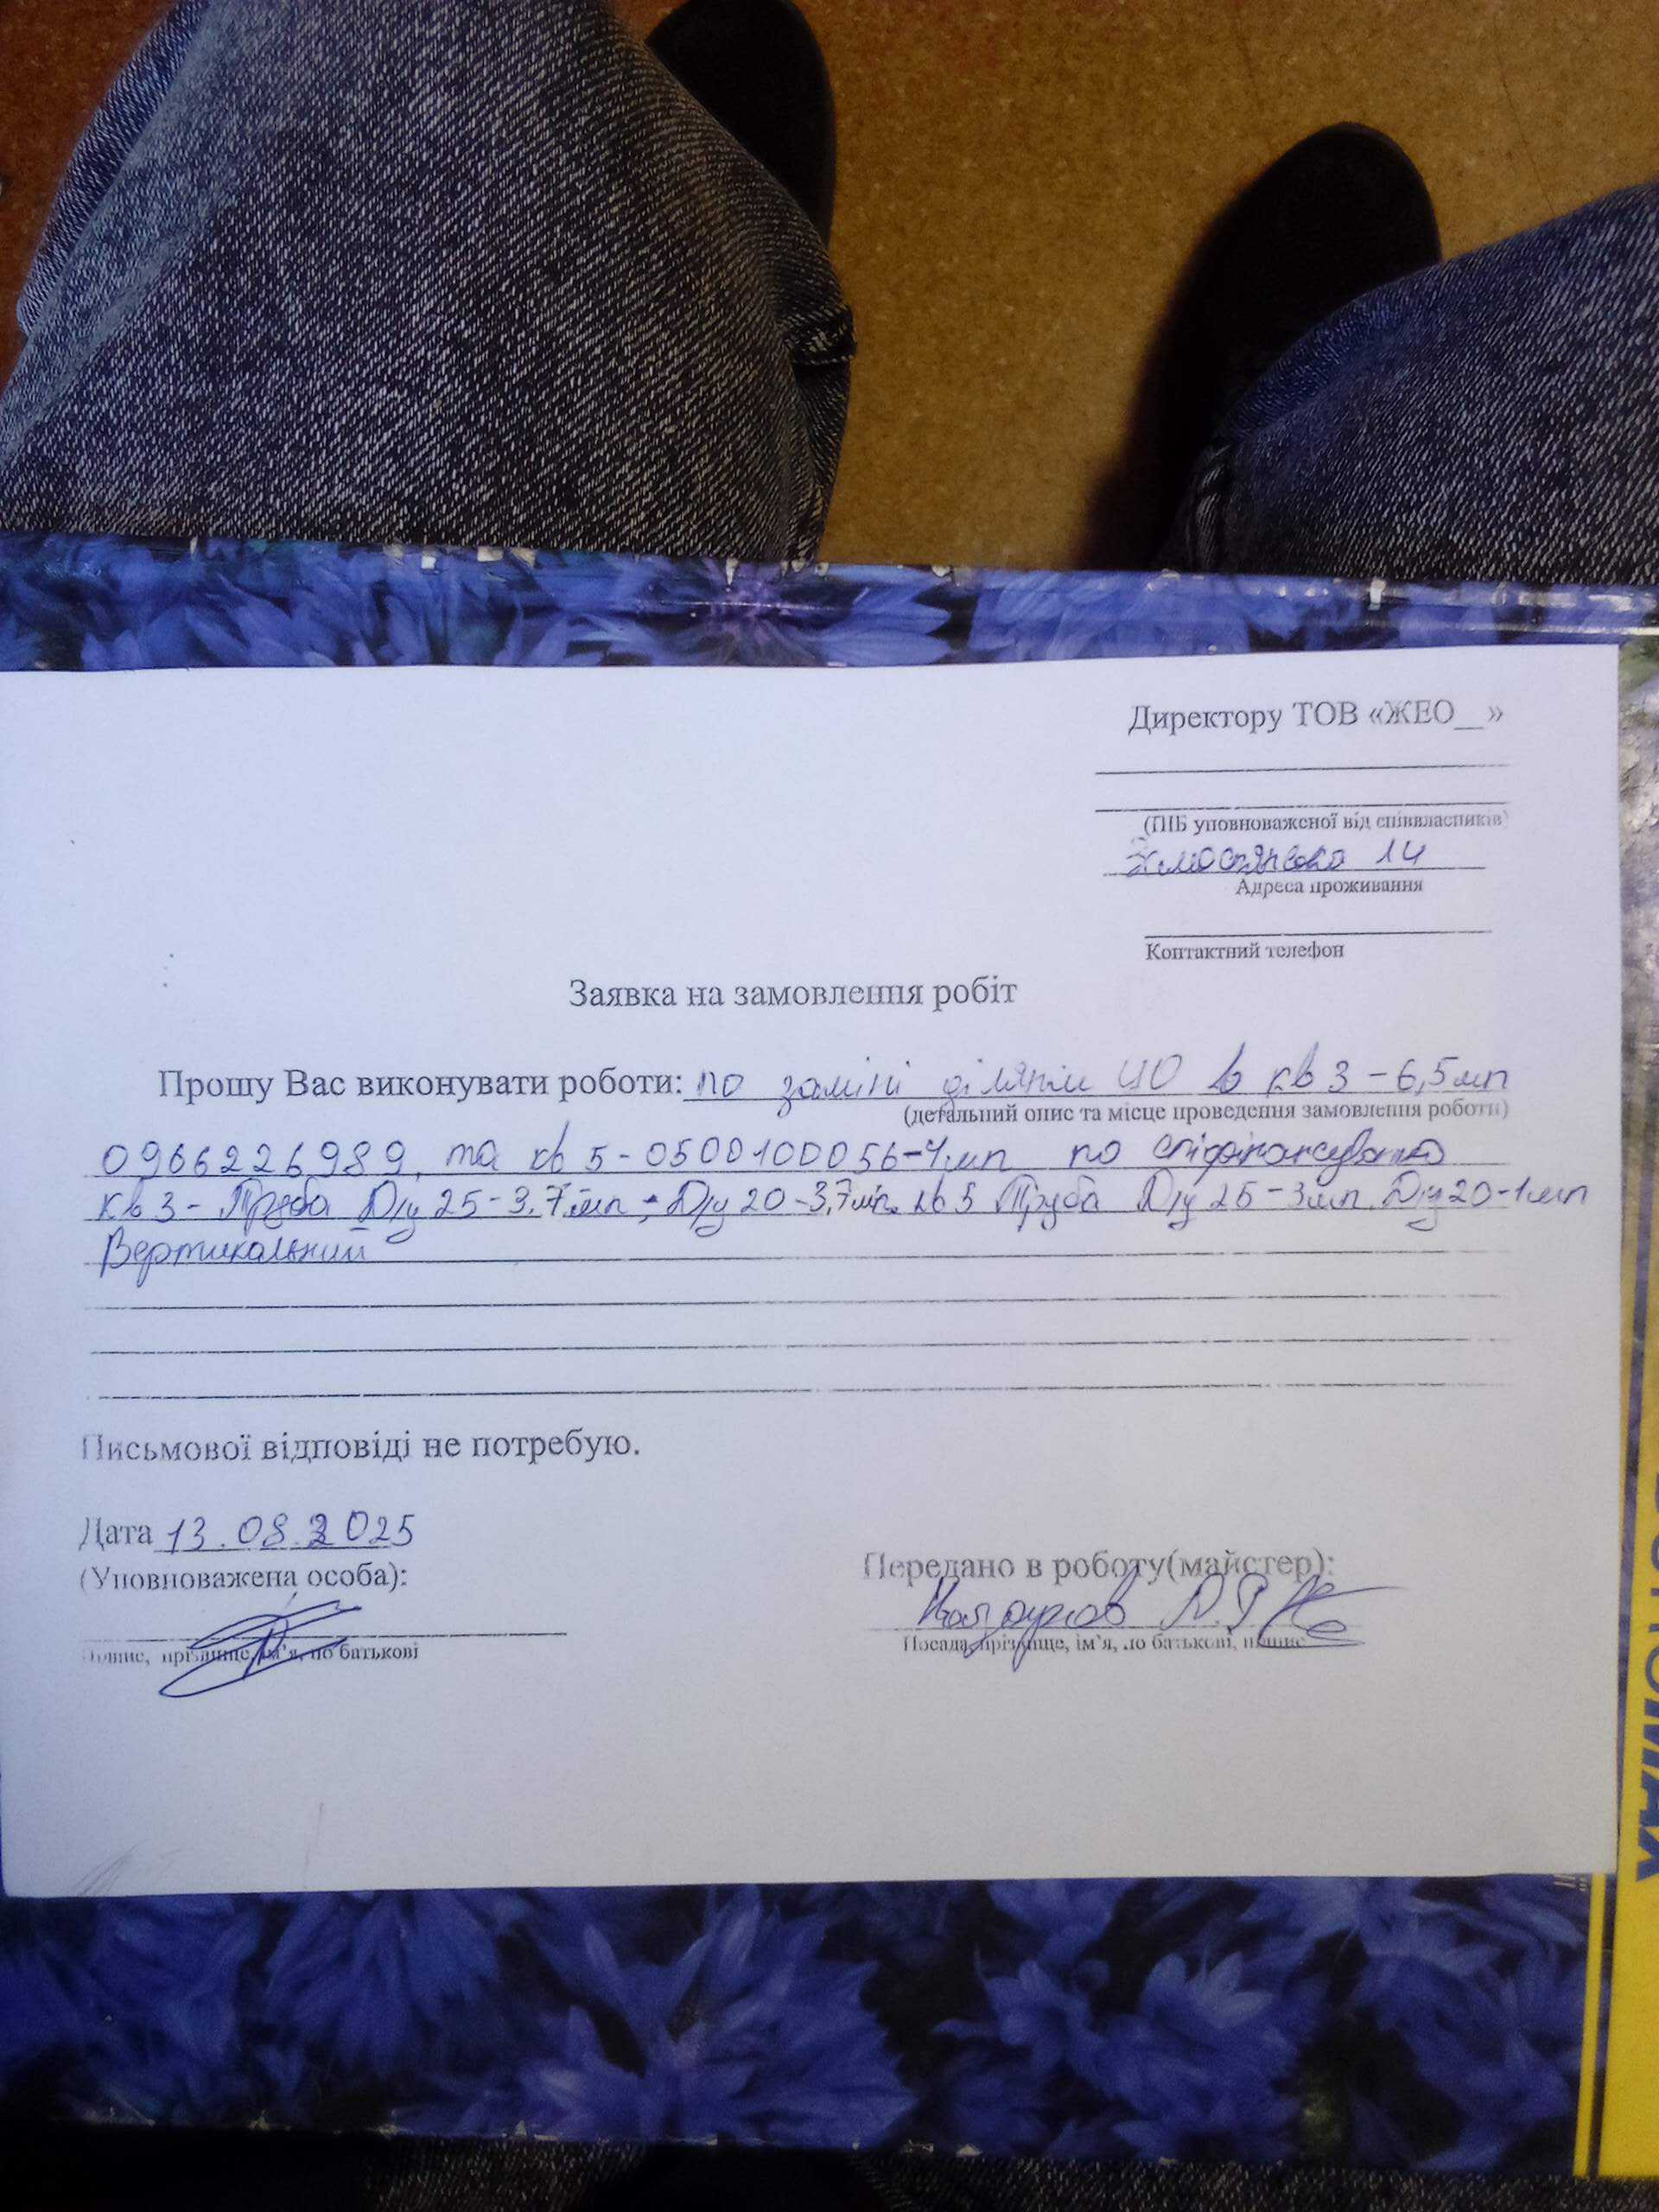 Директору ТОВ «ЖЕО__»
(ПІБ уповноваженої від співвласників)
14
Адреса проживання
Контактний телефон
Заявка на замовлення робіт
Прошу Вас виконувати роботи: по заміні ділянки ЦО в кв 3 - 6,5 мп
(детальний опис та місце проведення замовлення роботи)
0966226989, та кв 5 - 0500100056-4 мп по співфінансуванню
кв 3 - Труба Ду 25 - 3,7 мп; Ду 20 - 3,7 мп. кв 5 Труба Ду 25 - 3 мп. Ду 20 - 1 мп
Вертикальний
Письмової відповіді не потребую.
Дата 13.08.2025
(Уповноважена особа):
Передано в роботу(майстер):
підпис, прізвище, ім'я, по батькові
Посада, прізвище, ім'я, по батькові, підпис